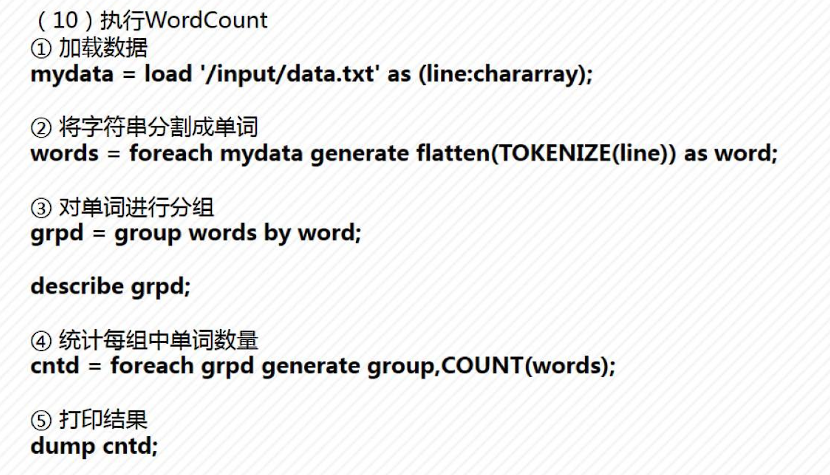 （10）执行WordCount
① 加载数据
mydata = load '/input/data.txt' as (line:chararray);
② 将字符串分割成单词
words = foreach mydata generate flatten(TOKENIZE(line)) as word;
③ 对单词进行分组
grpd = group words by word;
describe grpd;
④ 统计每组中单词数量
cntd = foreach grpd generate group,COUNT(words);
⑤ 打印结果
dump cntd;